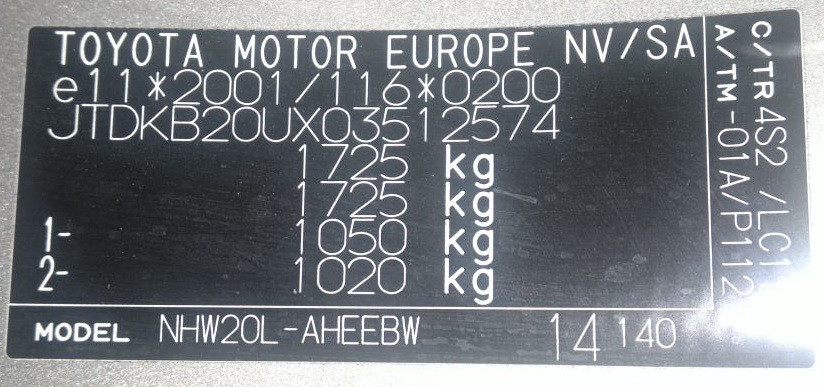 TOYOTA MOTOR EUROPE NV/SA
e11*2001/116*0200
JTDKB20UX03512574
1725 kg
1725 kg
1- 1050 kg
2- 1020 kg
MODEL NHW20L-AHEEBW 14 140
C/TR 4S2 /LC1
A/TM -01A/P112